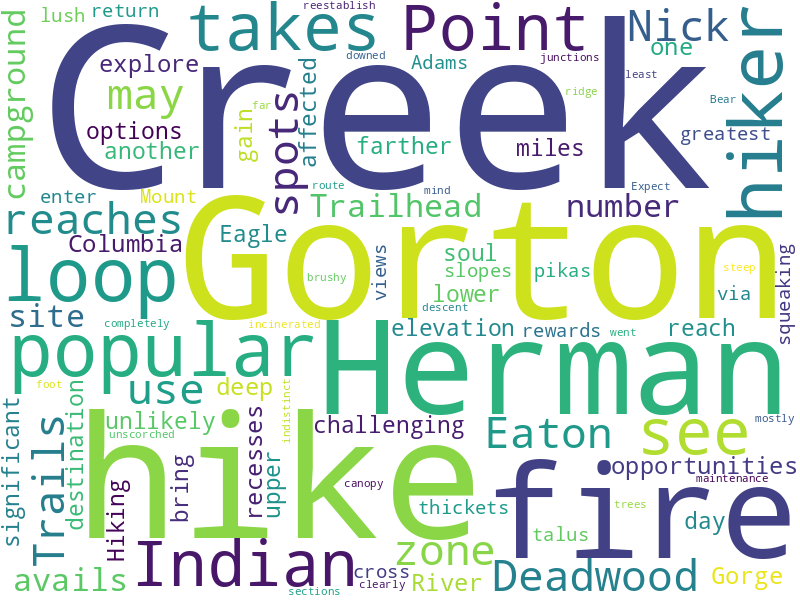 lush return reestablish
campground takes Point Nick
Creek
downed Adams junctions one hiker
explore may spots affected
least Bear
far ridge
options gain farther miles greatest
another
enter Mount route mind Expect
reaches Trailhead number
Columbia Eagle
Gorton
loop views soul squeaking
slopes pikas steep
brushy lower via
descent
site completely incinerated elevation rewards went reach
popular Herman
foot use deep indistinct
significant Trails destination unlikely recesses challenging Eaton see mostly
unscorched
hike fire
Hiking bring upper canopy opportunities
maintenance
thickets trees day
talus
Indian zone
avails sections cross clearly River Deadwood Gorge